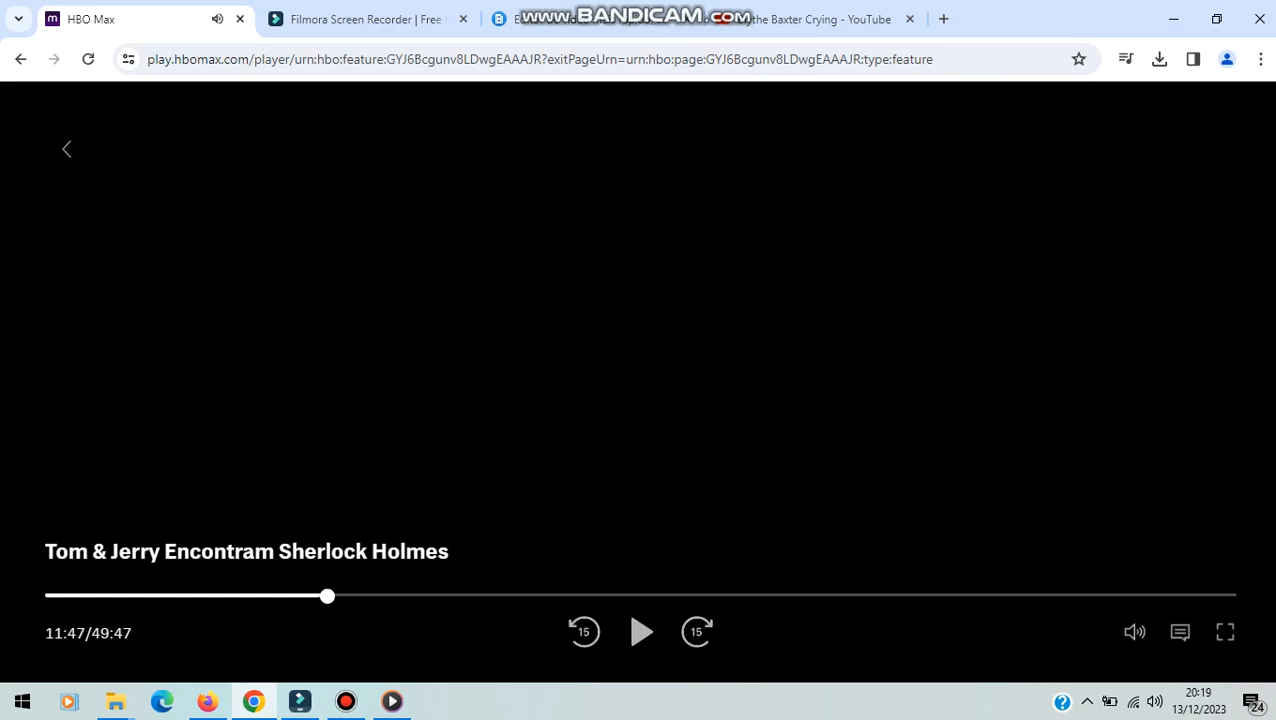 HBO Max
Filmora Screen Recorder | Free
www.BANDICAM.com
the Baxter Crying - YouTube
play.hbomax.com/player/urn:hbo:feature:GYJ6Bcgunv8LDwgEAAAJR?exitPageUrn=urn:hbo:page:GYJ6Bcgunv8LDwgEAAAJR:type:feature
Tom & Jerry Encontram Sherlock Holmes
11:47/49:47
15
15
20:19
13/12/2023
24